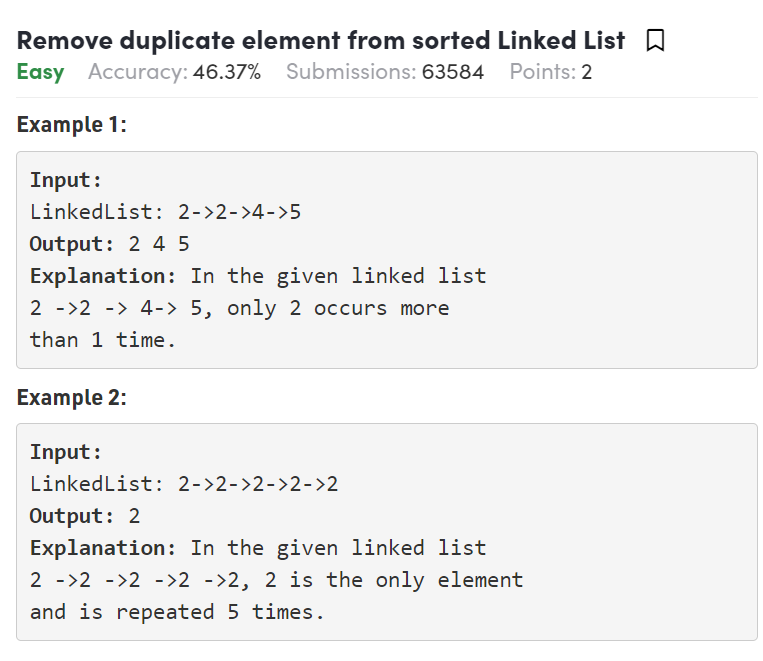 Remove duplicate element from sorted Linked List
Easy Accuracy: 46.37% Submissions: 63584 Points: 2
Example 1:
Input:
LinkedList: 2->2->4->5
Output: 2 4 5
Explanation: In the given linked list
2 ->2 -> 4-> 5, only 2 occurs more
than 1 time.
Example 2:
Input:
LinkedList: 2->2->2->2->2
Output: 2
Explanation: In the given linked list
2 ->2 ->2 ->2 ->2, 2 is the only element
and is repeated 5 times.